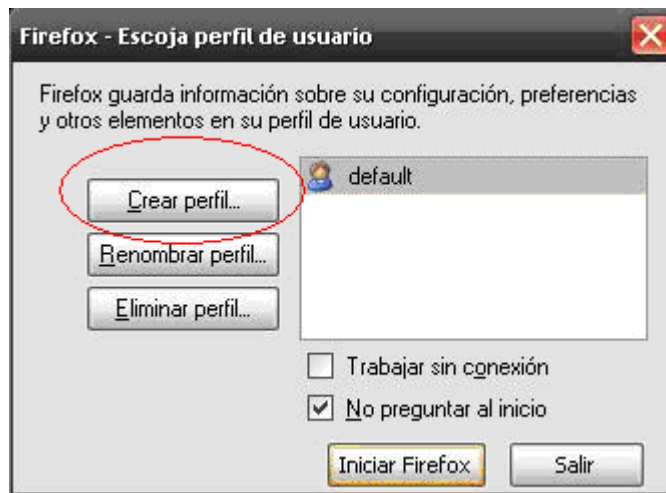 Firefox - Escoja perfil de usuario
Firefox guarda información sobre su configuración, preferencias
y otros elementos en su perfil de usuario.
Crear perfil...
Renombrar perfil...
Eliminar perfil...
default
Trabajar sin conexión
No preguntar al inicio
Iniciar Firefox
Salir